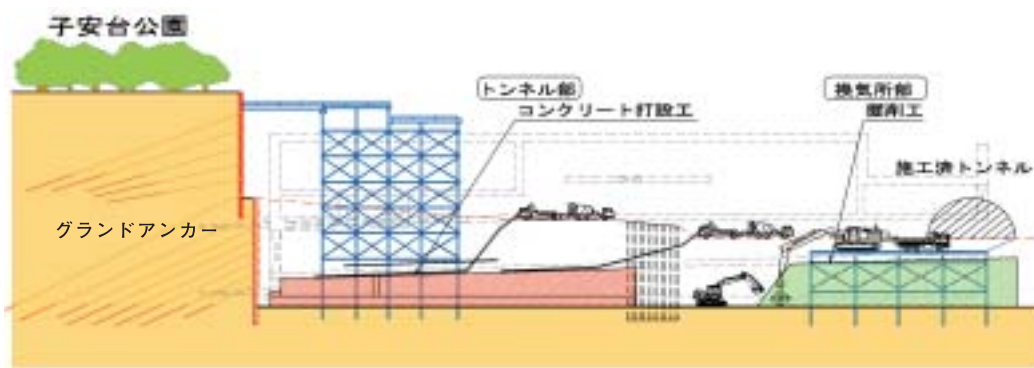 子安台公園
トンネル部
コンクリート打設工
換気所部
掘削工
施工済トンネル
グランドアンカー